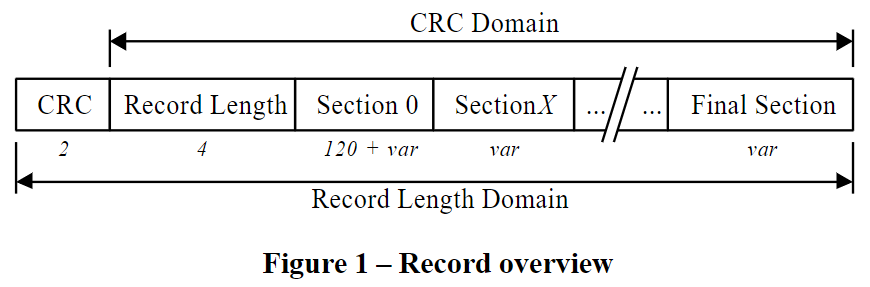 CRC Domain
CRC Record Length Section 0 Section X ... ... Final Section
2 4 120 + var var var
Record Length Domain
Figure 1 – Record overview